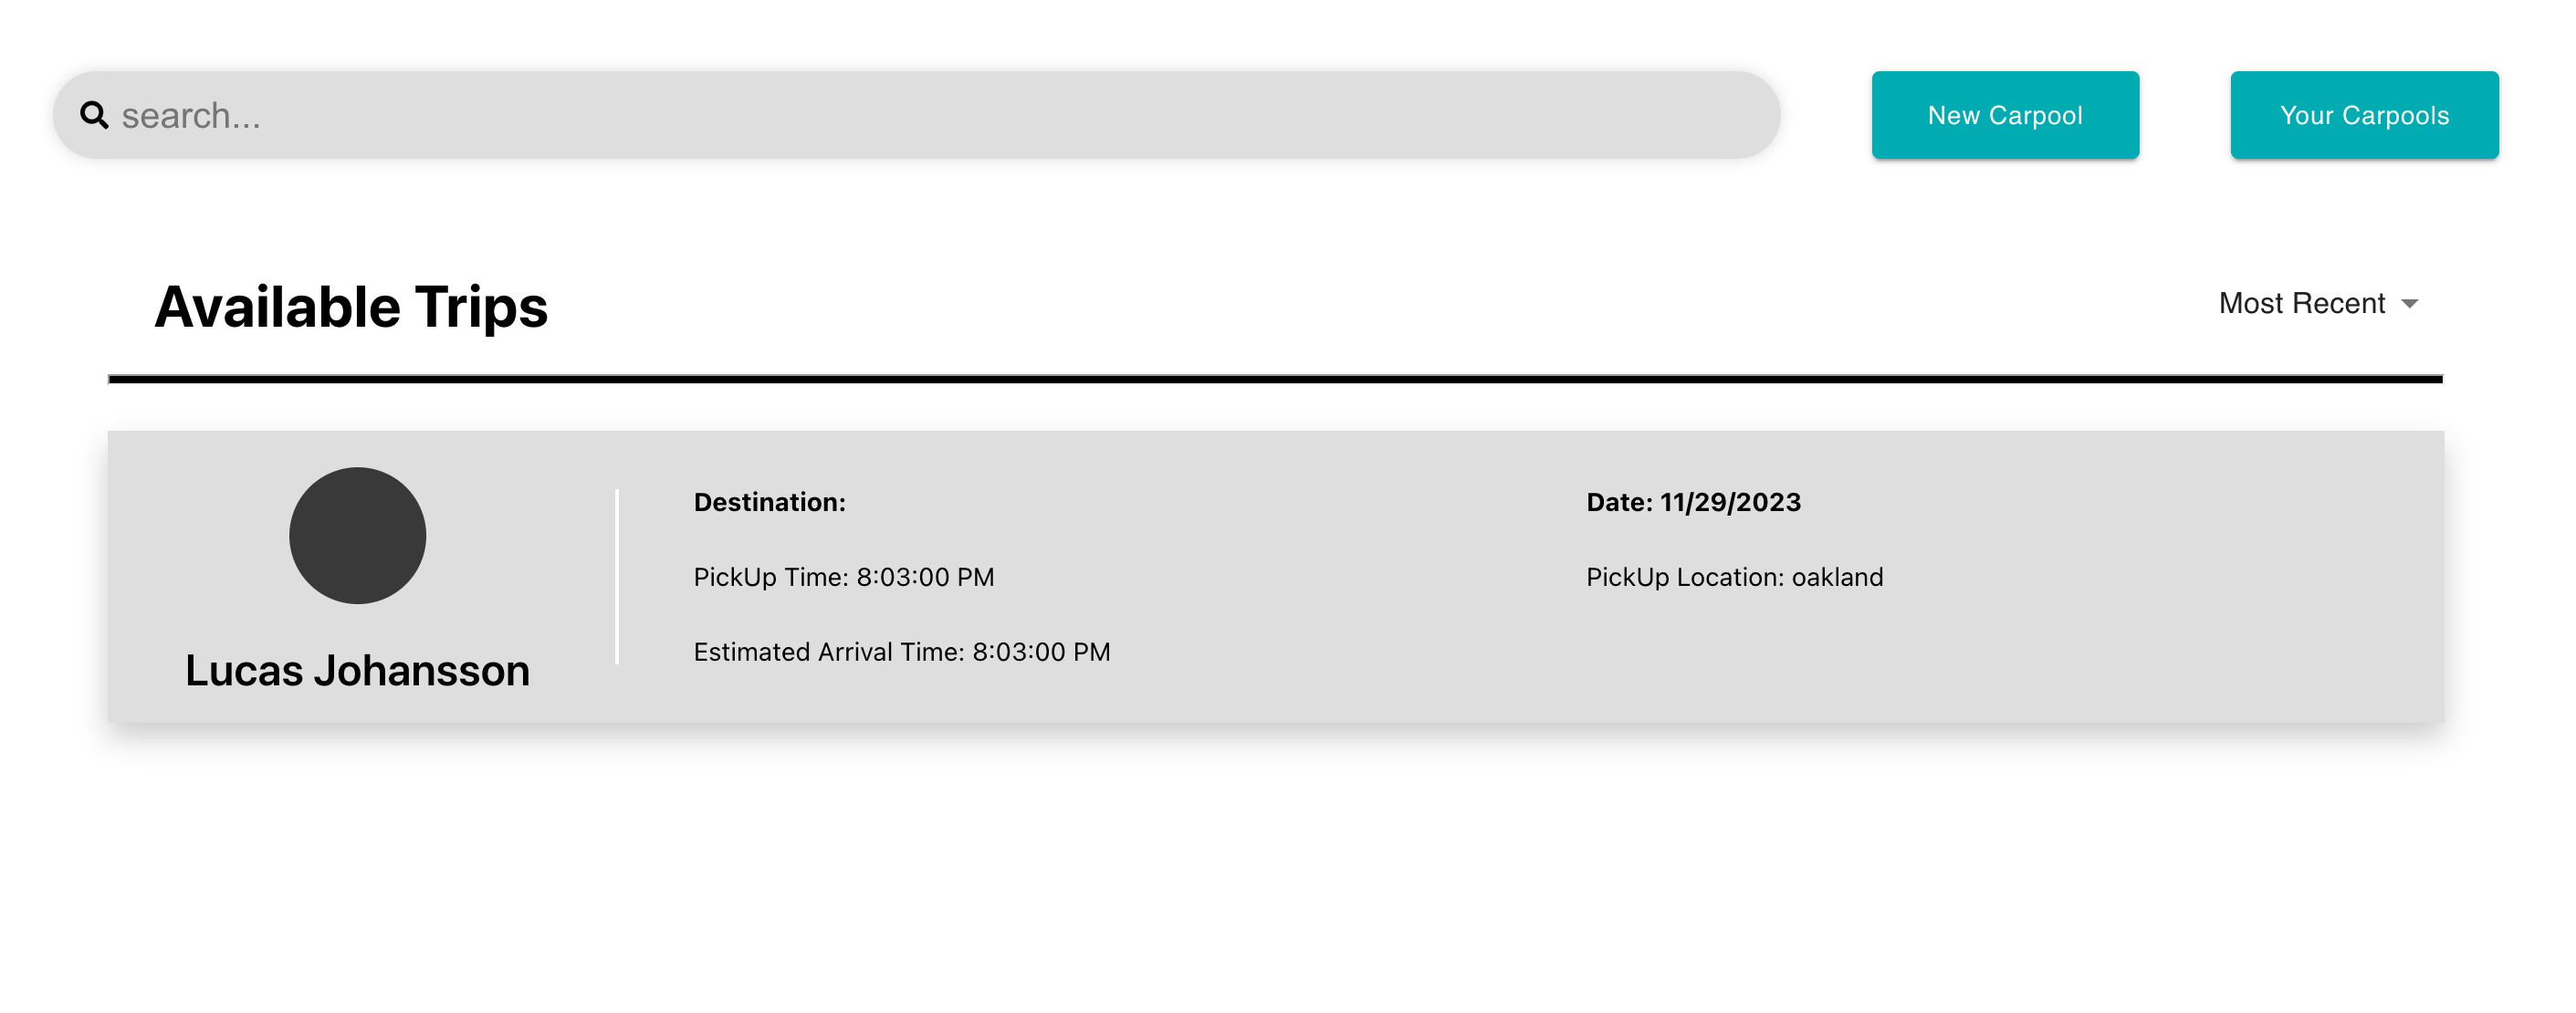 search...
New Carpool
Your Carpools
Available Trips
Most Recent
Lucas Johansson
Destination:
PickUp Time: 8:03:00 PM
Estimated Arrival Time: 8:03:00 PM
Date: 11/29/2023
PickUp Location: oakland